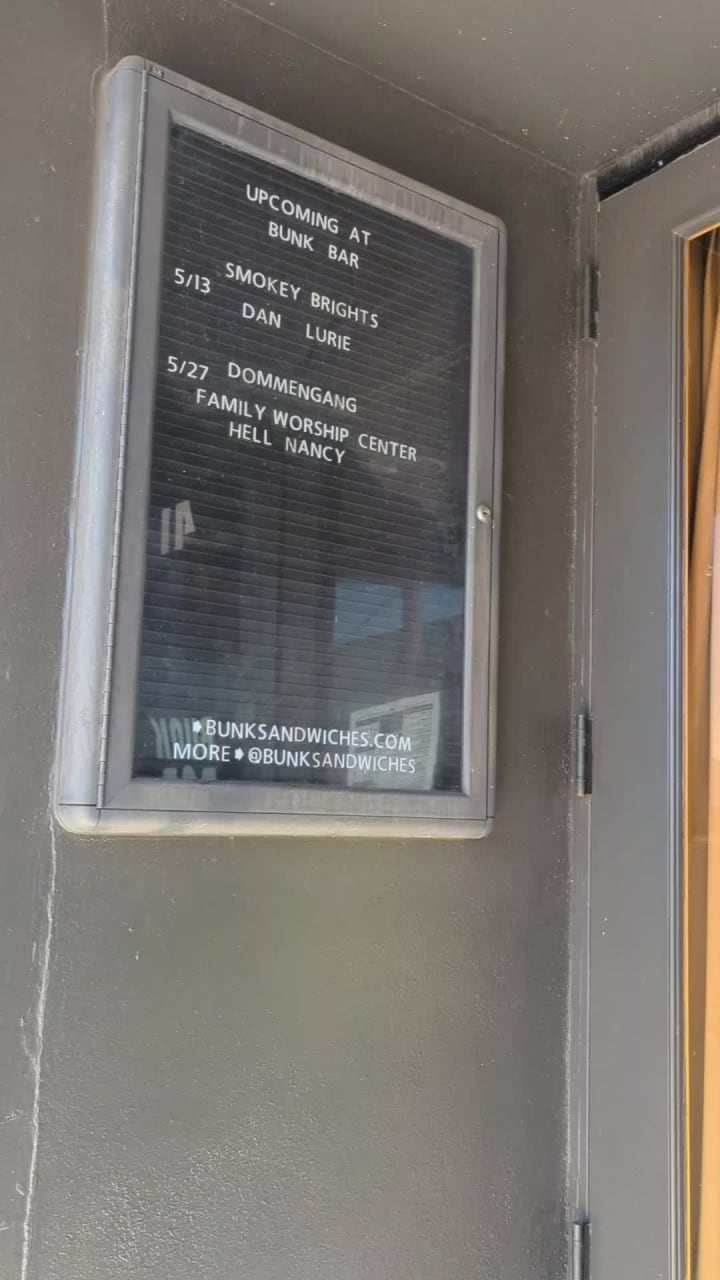 UPCOMING AT
BUNK BAR
5/13 SMOKEY BRIGHTS
DAN LURIE
5/27 DOMMENGANG
FAMILY WORSHIP CENTER
HELL NANCY
➧BUNKSANDWICHES.COM
MORE➧@BUNKSANDWICHES